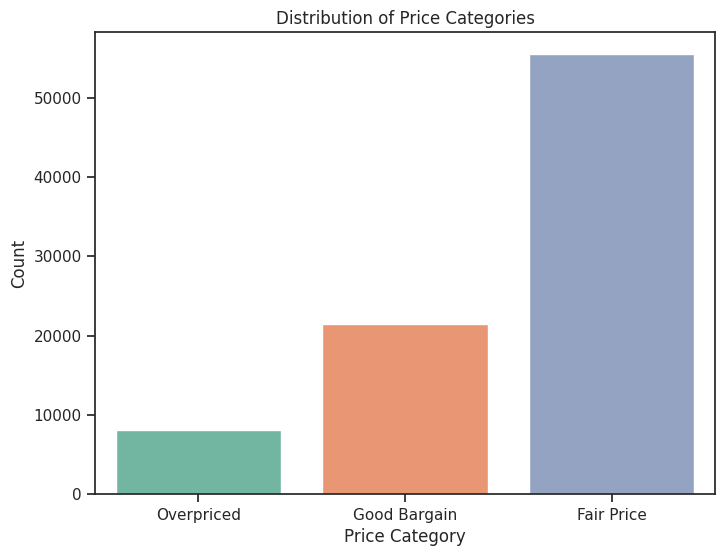 Distribution of Price Categories
50000
40000
30000
20000
10000
0
Count
Overpriced
Good Bargain
Fair Price
Price Category